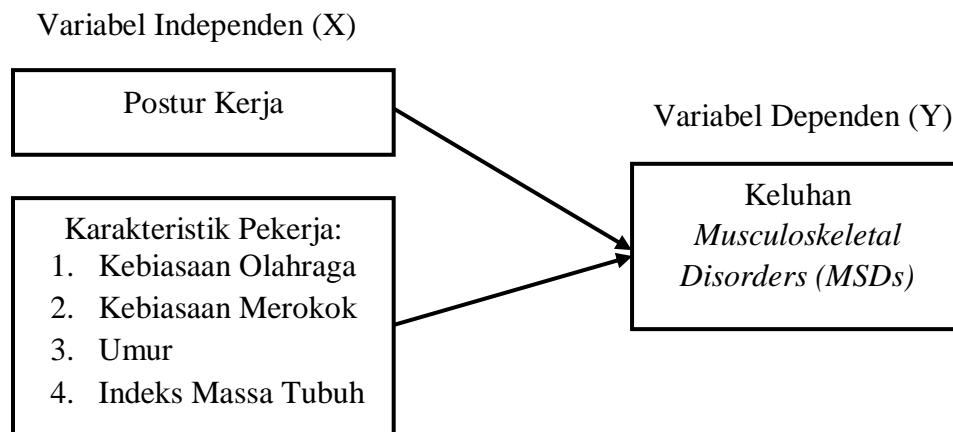 Variabel Independen (X)
Postur Kerja
Karakteristik Pekerja:
1. Kebiasaan Olahraga
2. Kebiasaan Merokok
3. Umur
4. Indeks Massa Tubuh
Variabel Dependen (Y)
Keluhan
Musculoskeletal
Disorders (MSDs)